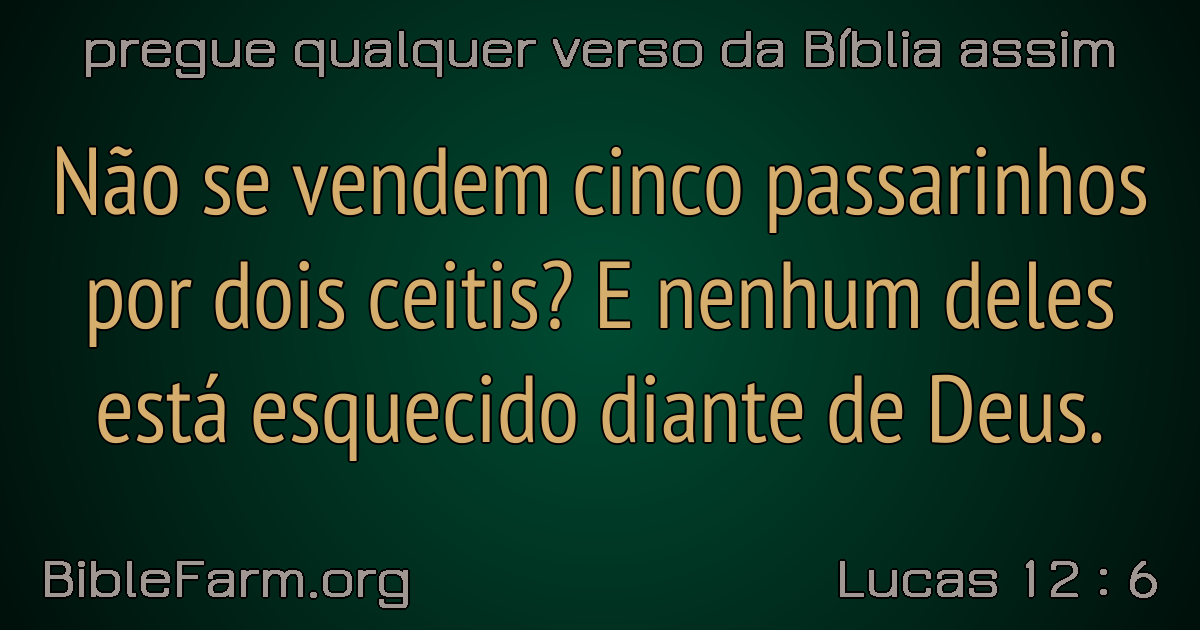 pregue qualquer verso da Bíblia assim
Não se vendem cinco passarinhos
por dois ceitis? E nenhum deles
está esquecido diante de Deus.
BibleFarm.org
Lucas 12 : 6